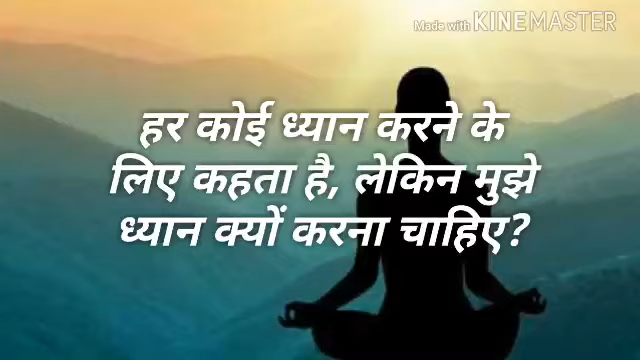 Made with KINEMASTER
हर कोई ध्यान करने के
लिए कहता है, लेकिन मुझे
ध्यान क्यों करना चाहिए?